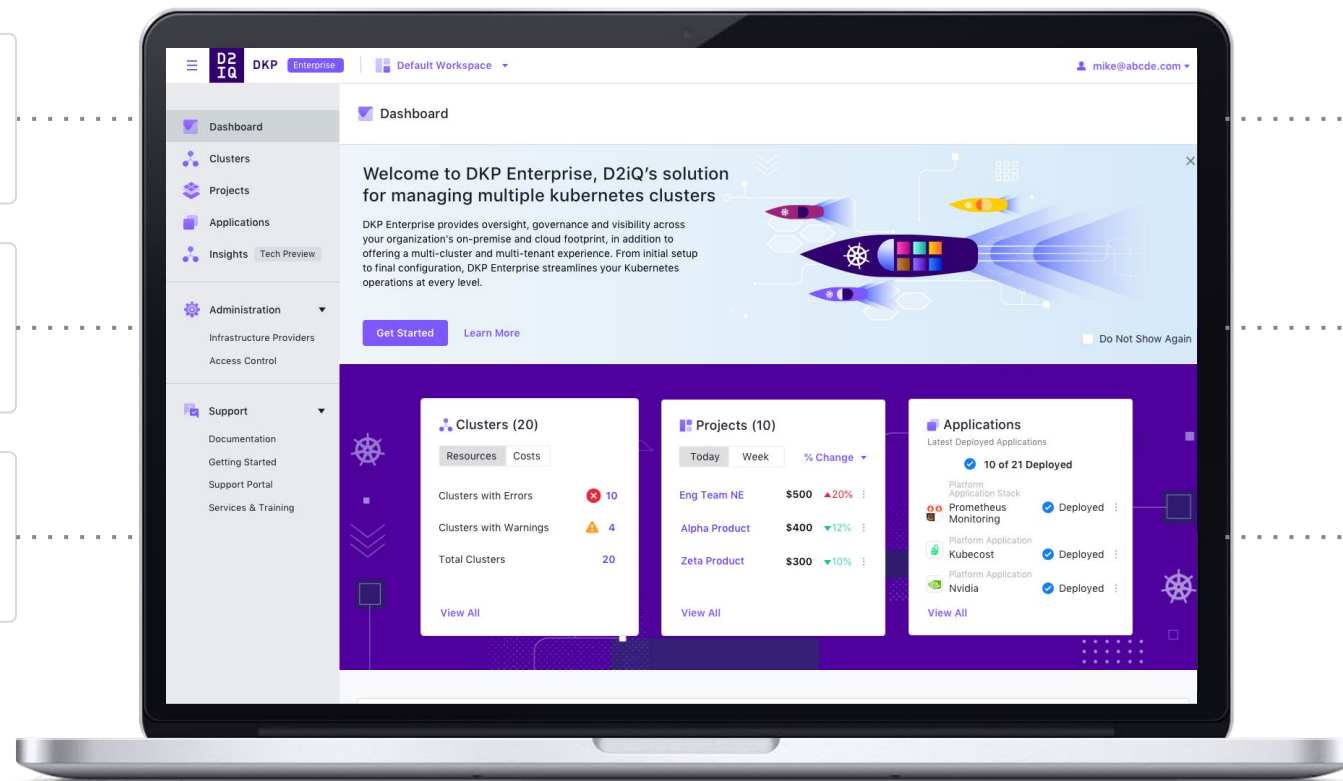 D2
IQ
DKP Enterprise
Default Workspace
mike@abcde.com
Dashboard
Clusters
Projects
Applications
Insights Tech Preview
Administration
Infrastructure Providers
Access Control
Support
Documentation
Getting Started
Support Portal
Services & Training
Dashboard
Welcome to DKP Enterprise, D2iQ's solution
for managing multiple kubernetes clusters
DKP Enterprise provides oversight, governance and visibility across
your organization's on-premise and cloud footprint, in addition to
offering a multi-cluster and multi-tenant experience. From initial setup
to final configuration, DKP Enterprise streamlines your Kubernetes
operations at every level.
Get Started Learn More
Do Not Show Again
Clusters (20)
Resources Costs
Clusters with Errors 10
Clusters with Warnings 4
Total Clusters 20
View All
Projects (10)
Today Week % Change
Eng Team NE $500 ▲20%
Alpha Product $400 ▼12%
Zeta Product $300 ▼10%
View All
Applications
Latest Deployed Applications
10 of 21 Deployed
Platform
Application Stack
Prometheus
Monitoring Deployed
Platform Application
Kubecost Deployed
Platform Application
Nvidia Deployed
View All